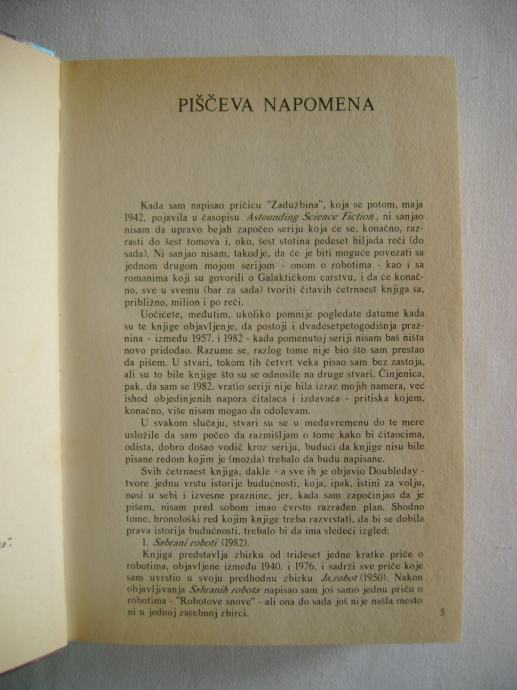 PIŠČEVA NAPOMENA
Kada sam napisao pričicu "Zadužbina", koja se potom, maja
1942, pojavila u časopisu Astounding Science Fiction, ni sanjao
nisam da upravo bejah započeo seriju koja će se, konačno, raz-
rasti do šest tomova i, oko, šest stotina pedeset hiljada reči (do
sada). Ni sanjao nisam, takodje, da će je biti moguće povezati sa
jednom drugom mojom serijom - onom o robotima - kao i sa
romanima koji su govorili o Galaktičkom carstvu, i da će konač-
no, sve u svemu (bar za sada) tvoriti čitavih četrnaest knjiga sa,
približno, milion i po reči.
Uočićete, međutim, ukoliko pomnije pogledate datume kada
su te knjige objavljene, da postoji i dvadesetpetogodišnja praz-
nina - između 1957. i 1982 - kada pomenutoj seriji nisam baš ništa
novo pridodao. Razume se, razlog tome nije bio što sam prestao
da pišem. U stvari, tokom tih četvrt veka pisao sam bez zastoja,
ali to bile knjige što su se odnosile na druge stvari. Činjenica,
pak, da sam se 1982. vratio seriji nije bila izraz mojih namera, već
ishod objedinjenih napora čitalaca i izdavača - pritiska kojem,
konačno, više nisam mogao da odolevam.
U svakom slučaju, stvari su se u međuvremenu do te mere
usložile da sam počeo da razmišljam o tome kako bi čitaocima,
odista, dobro došao vodič kroz seriju, budući da knjige nisu bile
pisane redom kojim je (možda) trebalo da budu napisane.
Svih četrnaest knjiga, dakle - a sve ih je objavio Doubleday -
tvore jednu vrstu istorije budućnosti, koja, ipak, istini za volju,
nosi u sebi i izvesne praznine, jer, kada sam započinjao da je
pišem, nisam pred sobom imao čvrsto razrađen plan. Shodno
tome, hronološki red kojim knjige treba razvrstati, da bi se dobila
prava istorija budućnosti, trebalo bi da ima sledeći izgled:
1. Sabrani roboti (1982).
Knjiga predstavlja zbirku od trideset jedne kratke priče o
robotima, objavljene između 1940. i 1976, i sadrži sve priče koje
sam uvrstio u svoju predhodnu zbirku Ja,robot (1950). Nakon
objavljivanja Sabranih robota napisao sam još samo jednu priču o
robotima - "Robotove snove" - ali ona do sada još nije našla mesto
ni u jednoj zasebnoj zbirci.
5